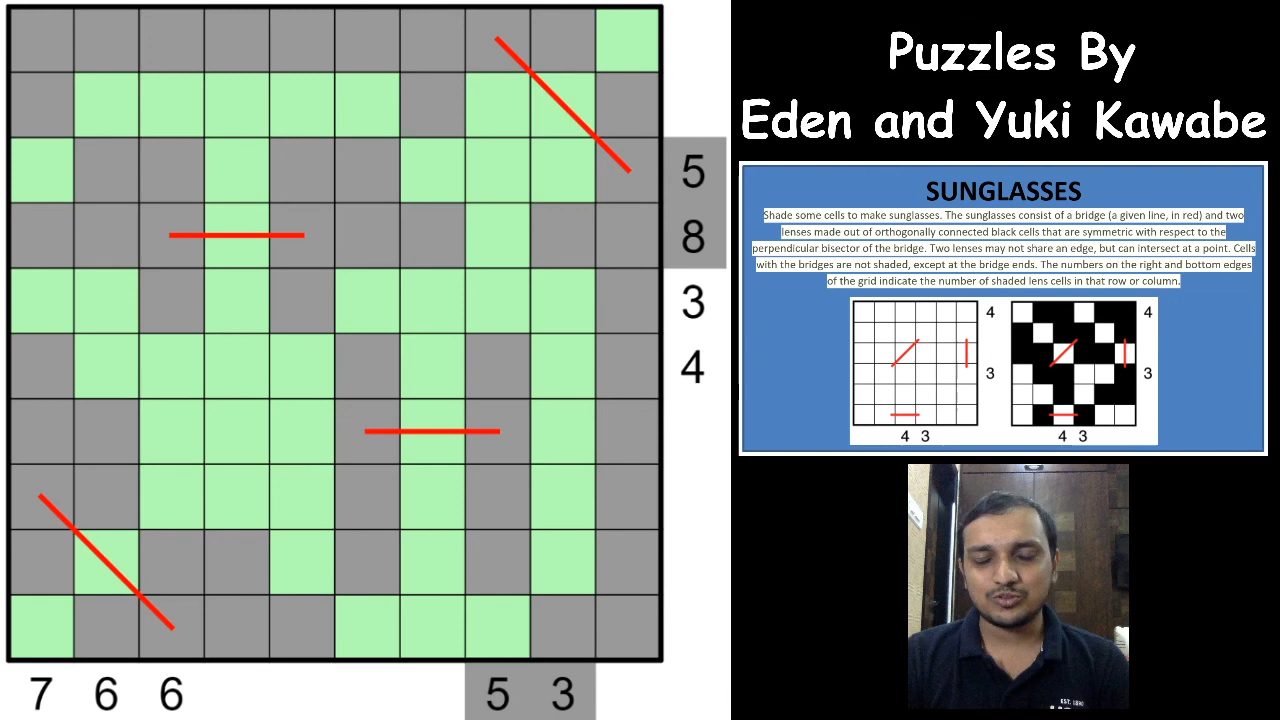 Puzzles By
Eden and Yuki Kawabe
SUNGLASSES
Shade some cells to make sunglasses. The sunglasses consist of a bridge (a given line, in red) and two
lenses made out of orthogonally connected black cells that are symmetric with respect to the
perpendicular bisector of the bridge. Two lenses may not share an edge, but can intersect at a point. Cells
with the bridges are not shaded, except at the bridge ends. The numbers on the right and bottom edges
of the grid indicate the number of shaded lens cells in that row or column.
4 4
3 3
4 3 4 3
5
8
3
4
7 6 6 5 3
EST. 1890